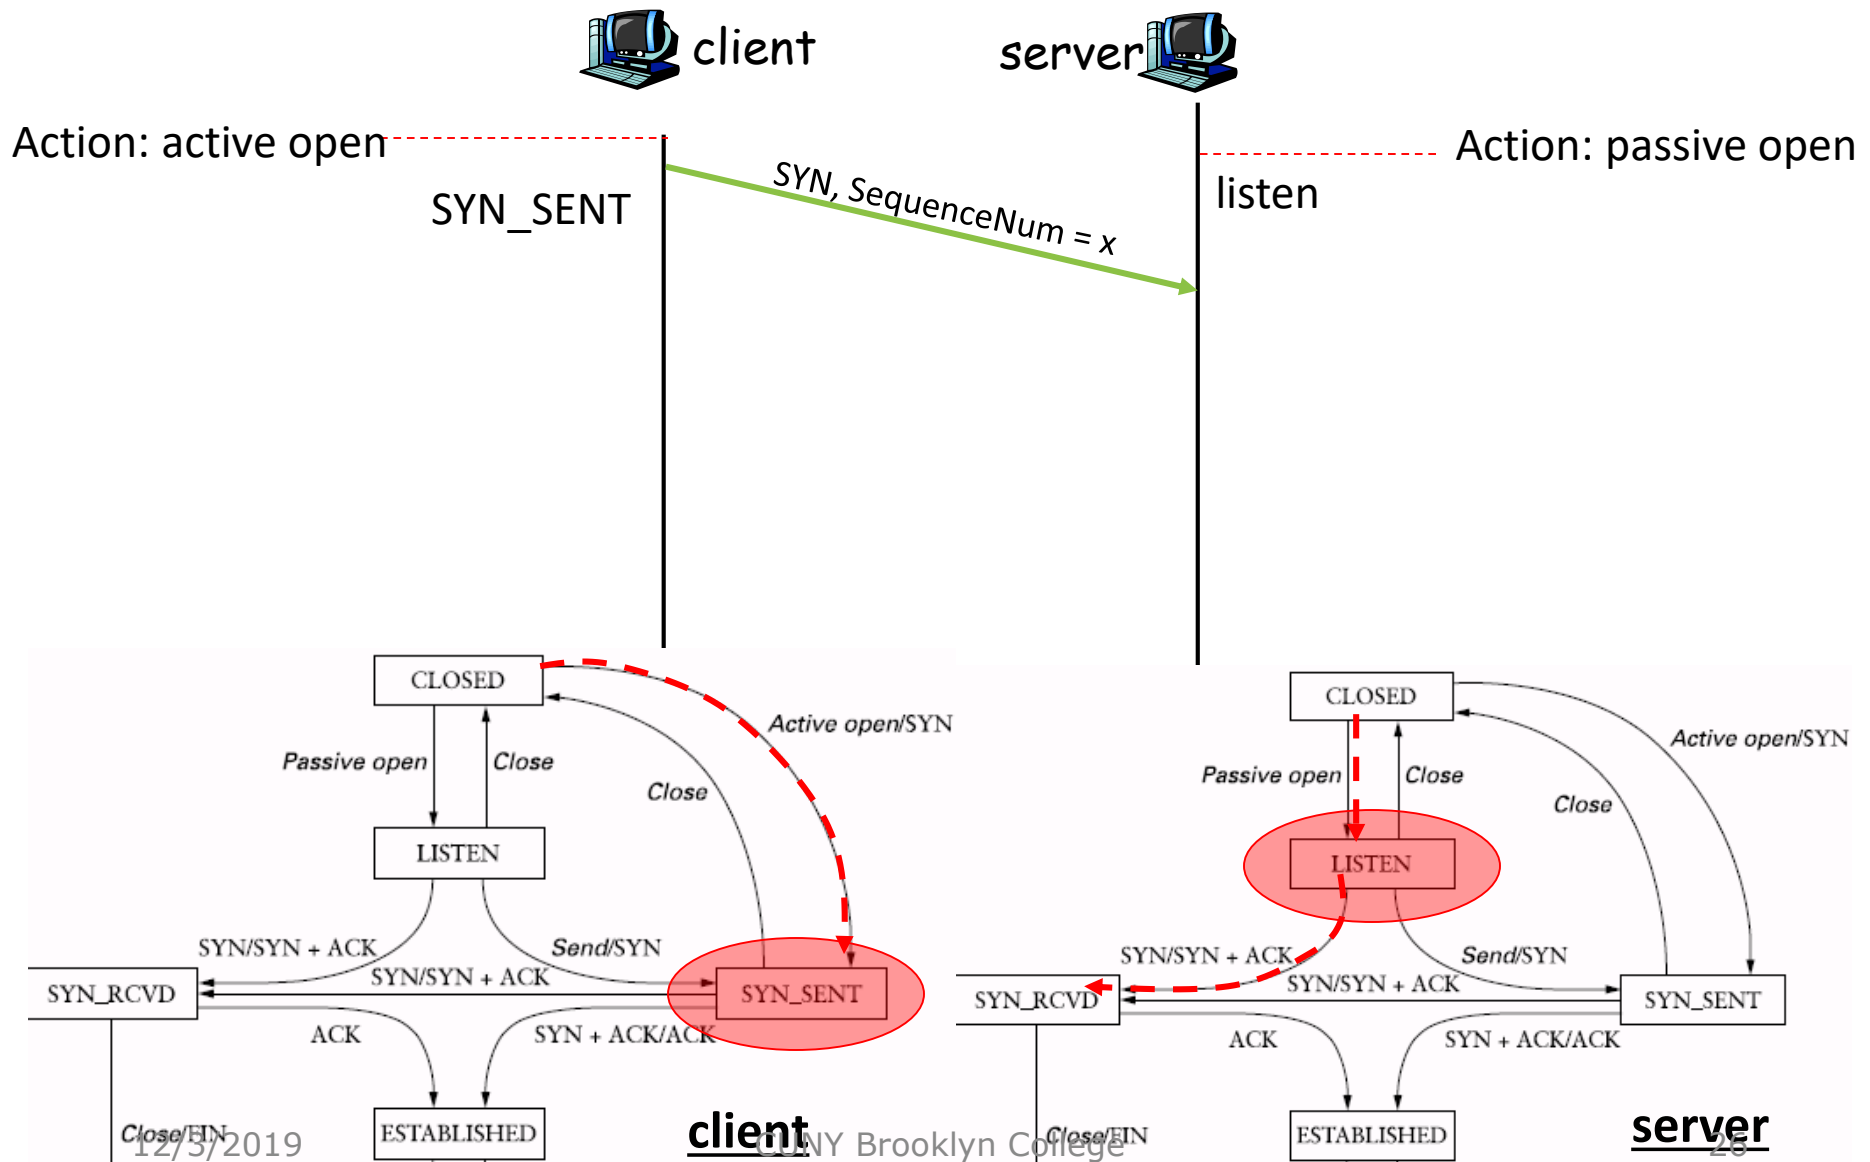 client
server
Action: active open
Action: passive open
SYN_SENT
SYN, SequenceNum = x
listen
CLOSED
Active open/SYN
Passive open
Close
Close
LISTEN
SYN/SYN + ACK
Send/SYN
SYN/SYN + ACK
SYN_RCVD
SYN_SENT
ACK
SYN + ACK/ACK
Close/FIN
ESTABLISHED
client
CLOSED
Active open/SYN
Passive open
Close
Close
LISTEN
SYN/SYN + ACK
Send/SYN
SYN/SYN + ACK
SYN_RCVD
SYN_SENT
ACK
SYN + ACK/ACK
Close/FIN
ESTABLISHED
server
12/3/2019
CUNY Brooklyn College
26